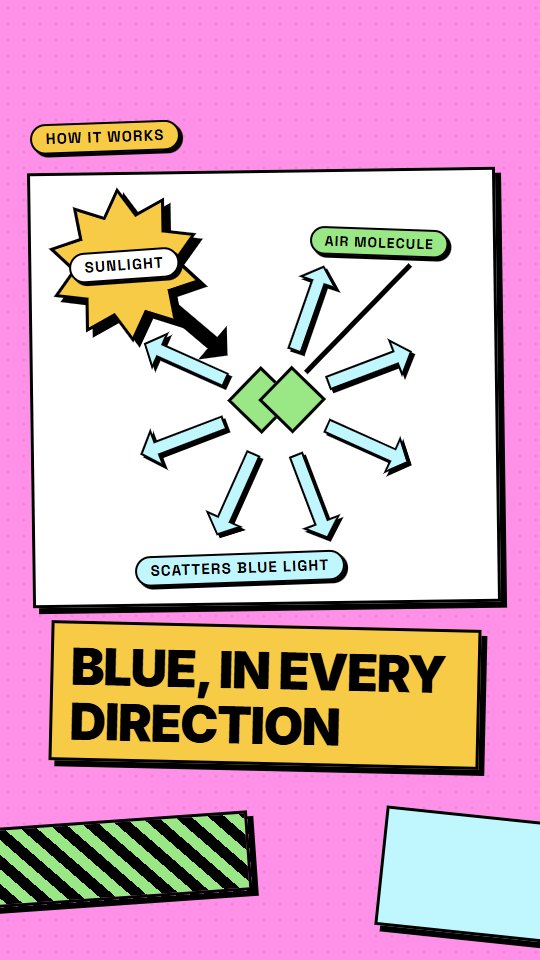 HOW IT WORKS
SUNLIGHT
AIR MOLECULE
SCATTERS BLUE LIGHT
BLUE, IN EVERY
DIRECTION